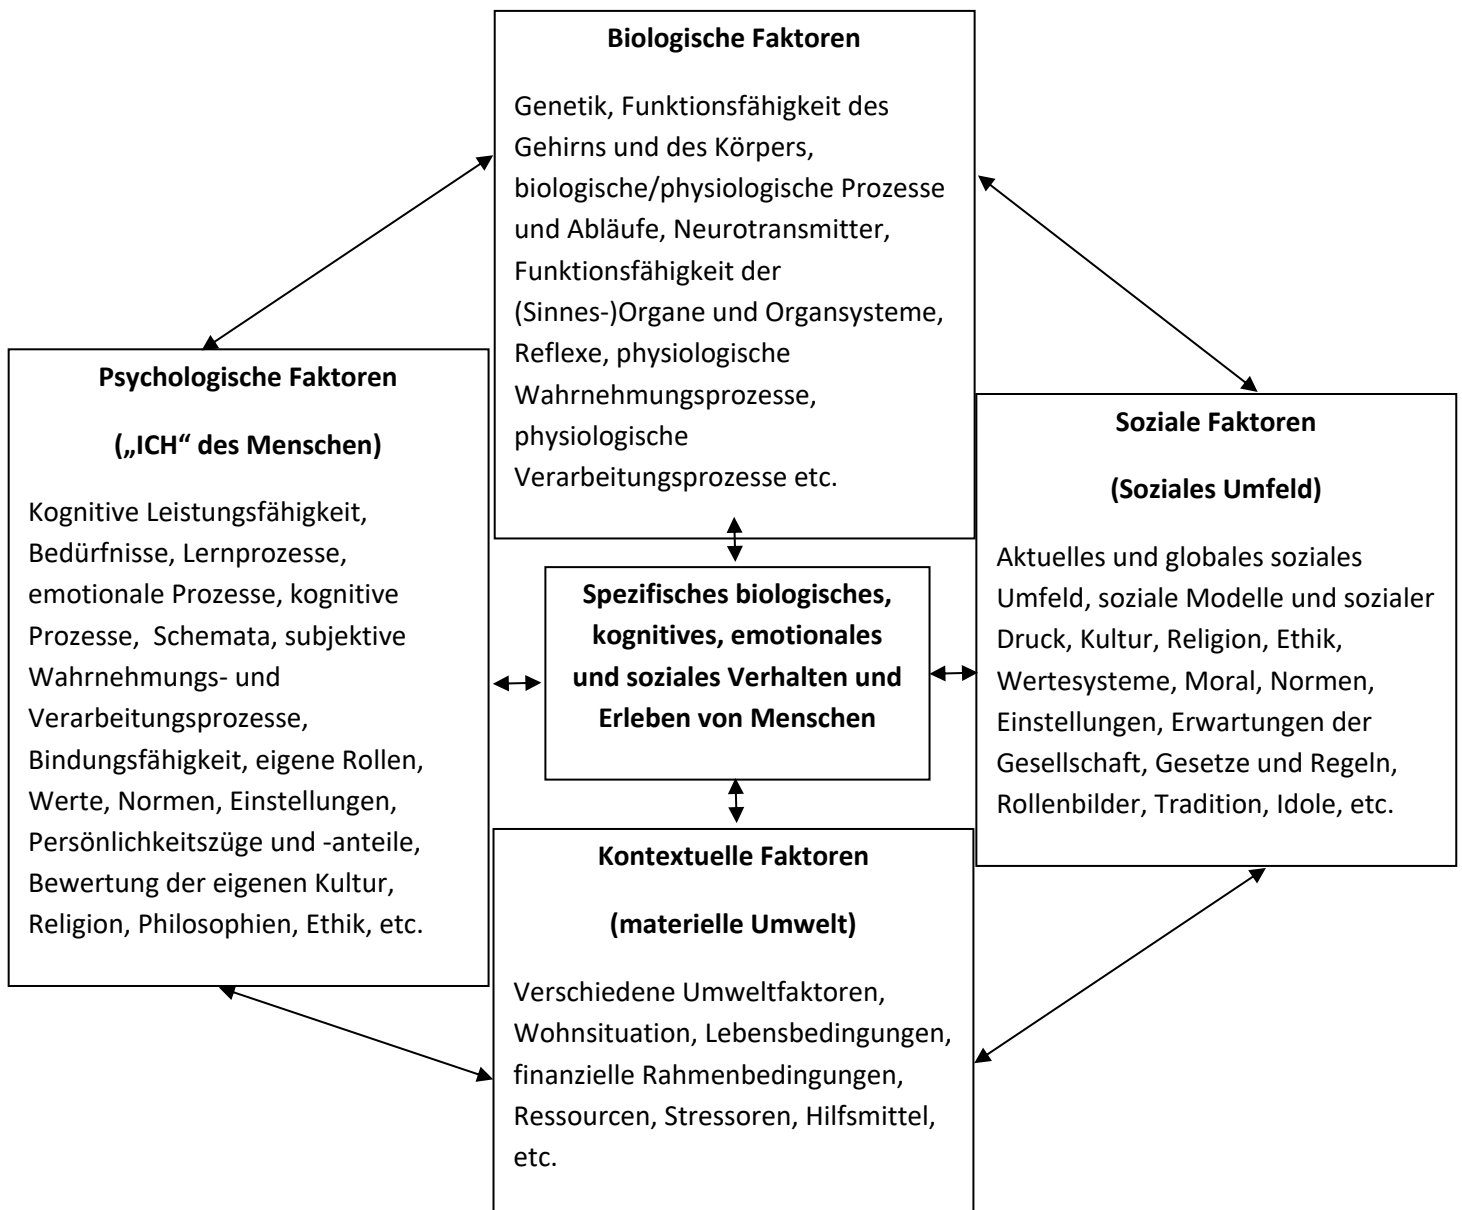 Biologische Faktoren
Genetik, Funktionsfähigkeit des
Gehirns und des Körpers,
biologische/physiologische Prozesse
und Abläufe, Neurotransmitter,
Funktionsfähigkeit der
(Sinnes-)Organe und Organsysteme,
Reflexe, physiologische
Wahrnehmungsprozesse,
physiologische
Verarbeitungsprozesse etc.
Psychologische Faktoren
(„ICH“ des Menschen)
Kognitive Leistungsfähigkeit,
Bedürfnisse, Lernprozesse,
emotionale Prozesse, kognitive
Prozesse,  Schemata, subjektive
Wahrnehmungs- und
Verarbeitungsprozesse,
Bindungsfähigkeit, eigene Rollen,
Werte, Normen, Einstellungen,
Persönlichkeitszüge und -anteile,
Bewertung der eigenen Kultur,
Religion, Philosophien, Ethik, etc.
Spezifisches biologisches,
kognitives, emotionales
und soziales Verhalten und
Erleben von Menschen
Soziale Faktoren
(Soziales Umfeld)
Aktuelles und globales soziales
Umfeld, soziale Modelle und sozialer
Druck, Kultur, Religion, Ethik,
Wertesysteme, Moral, Normen,
Einstellungen, Erwartungen der
Gesellschaft, Gesetze und Regeln,
Rollenbilder, Tradition, Idole, etc.
Kontextuelle Faktoren
(materielle Umwelt)
Verschiedene Umweltfaktoren,
Wohnsituation, Lebensbedingungen,
finanzielle Rahmenbedingungen,
Ressourcen, Stressoren, Hilfsmittel,
etc.